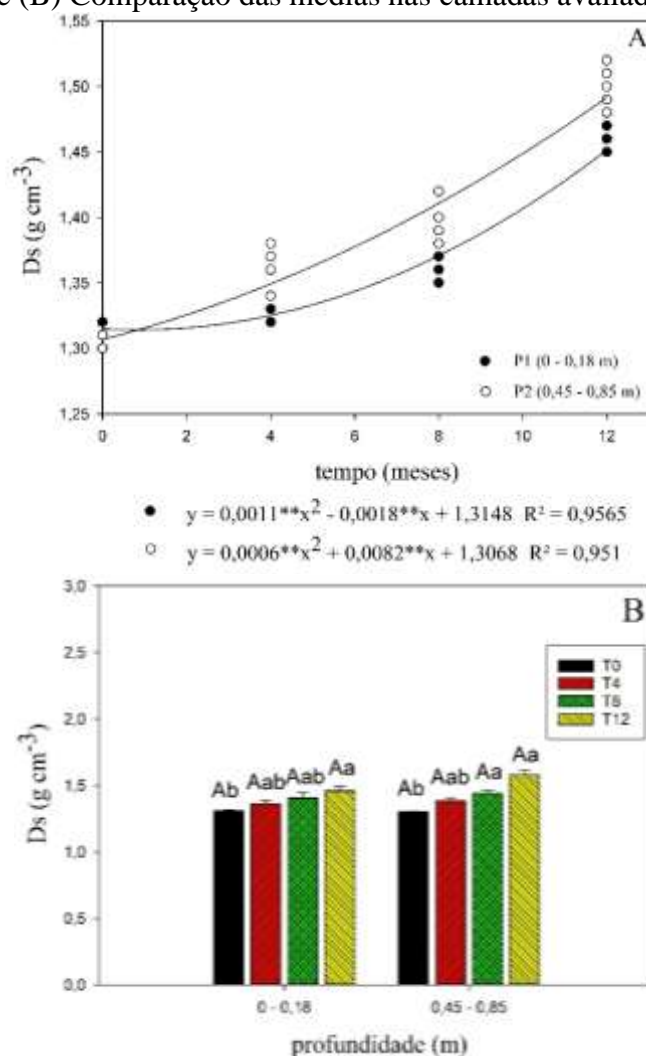 e (B) Comparação das médias nas camadas
A
1,55
1,50
1,45
1,40
1,35
1,30
1,25
Ds (g cm-3)
P1 (0 - 0,18 m)
P2 (0,45 - 0,85 m)
0 2 4 6 8 10 12
tempo (meses)
y = 0,0011**x2 - 0,0018**x + 1,3148 R² = 0,9565
y = 0,0006**x2 + 0,0082**x + 1,3068 R² = 0,951
B
3,0
2,5
2,0
1,5
1,0
0,5
0,0
Ds (g cm-3)
T0
T4
T8
T12
Ab Aab Aab Aa Ab Aab Aa Aa
0 - 0,18 0,45 - 0,85
profundidade (m)